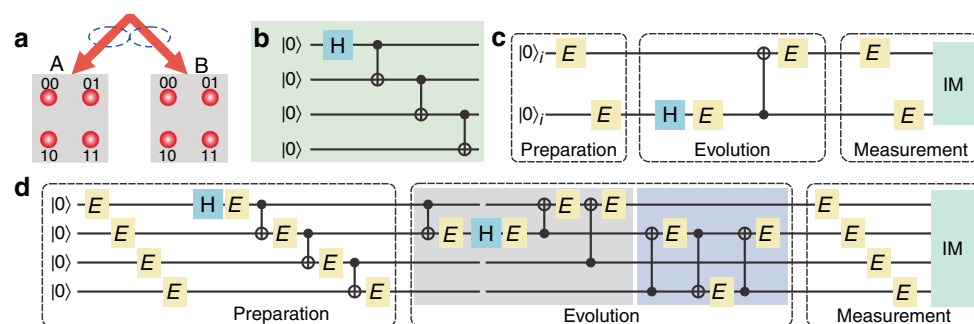 a
A
B
00 01
00 01
10 11
10 11
b
|0⟩ H
|0⟩
|0⟩
|0⟩
c
|0⟩i E E E
|0⟩i E H E E
IM
Preparation
Evolution
Measurement
d
|0⟩ E H E E E E
|0⟩ E E E H E E E E
|0⟩ E E E
|0⟩ E E E E
IM
Preparation
Evolution
Measurement